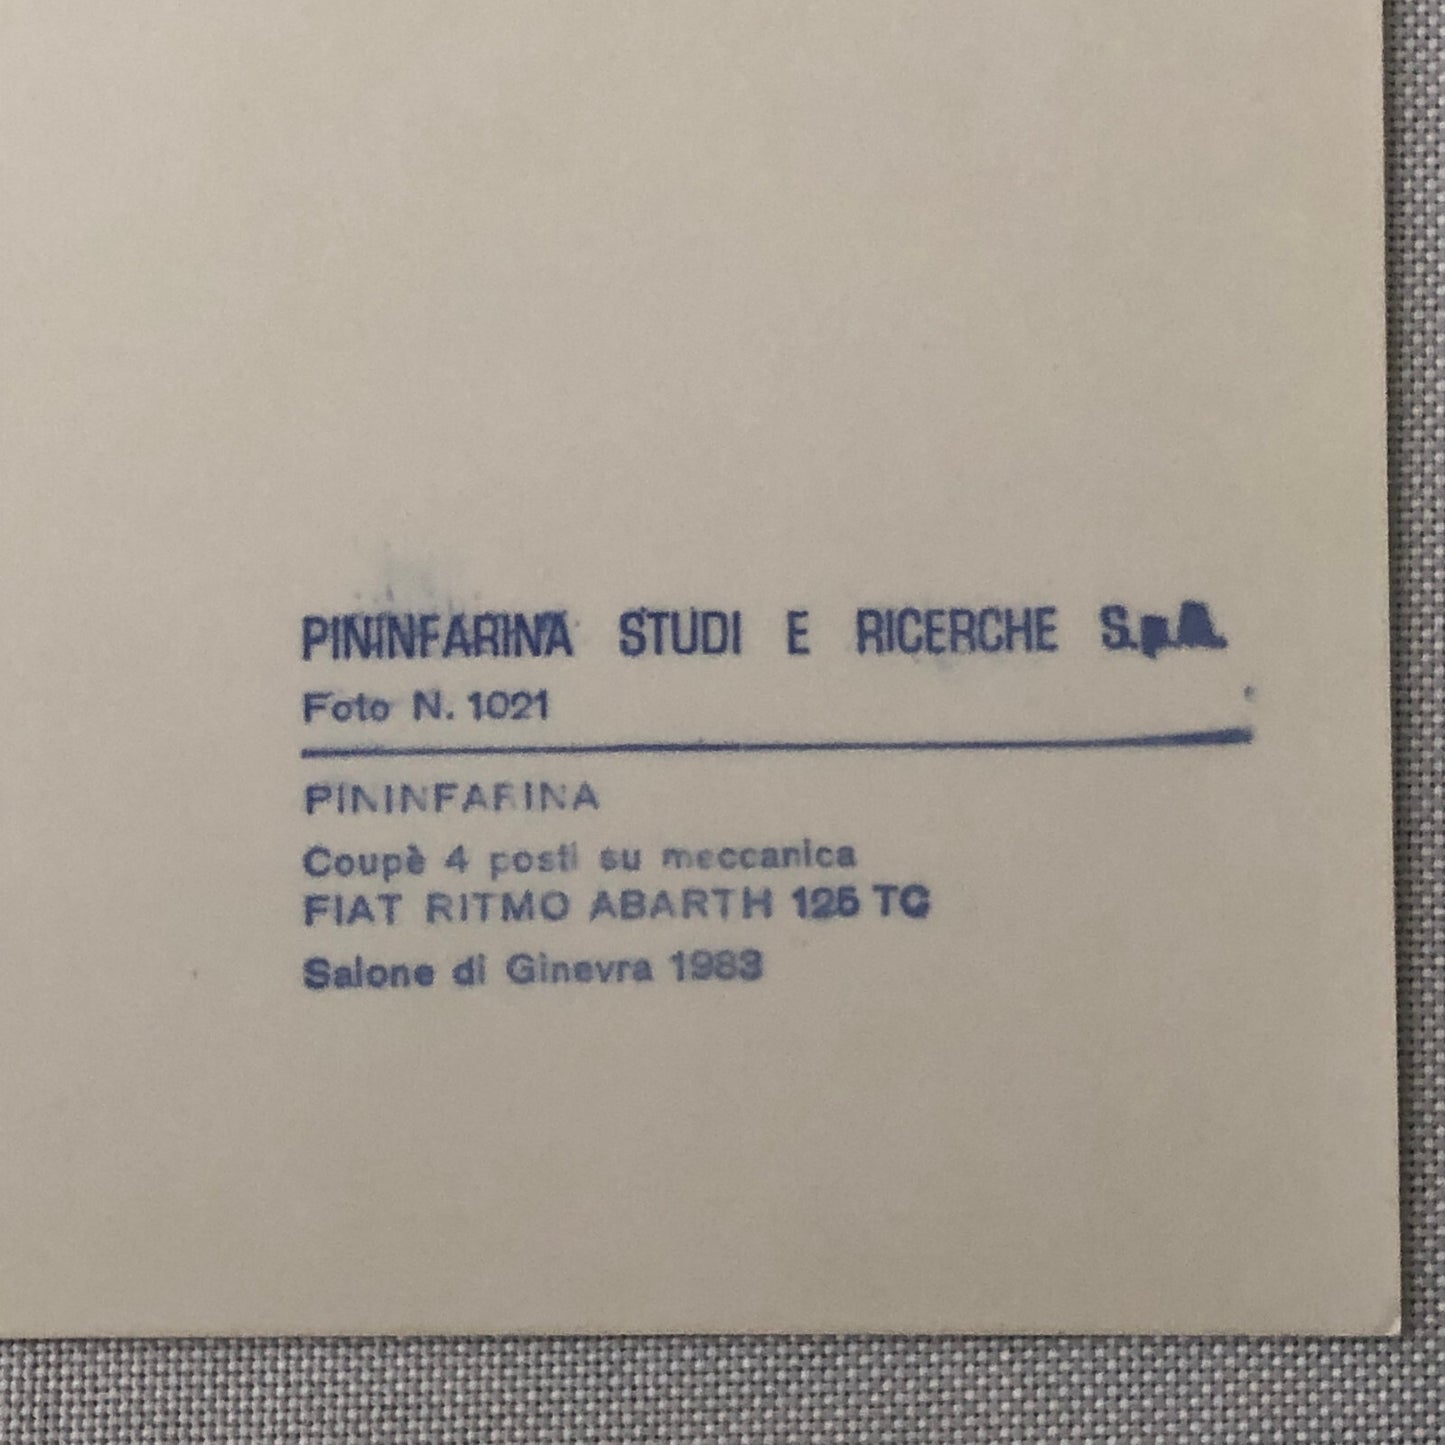 PININFARINA STUDI E RICERCHE S.p.A.
Foto N. 1021
PININFARINA
Coupè 4 posti su meccanica
FIAT RITMO ABARTH 125 TC
Salone di Ginevra 1983